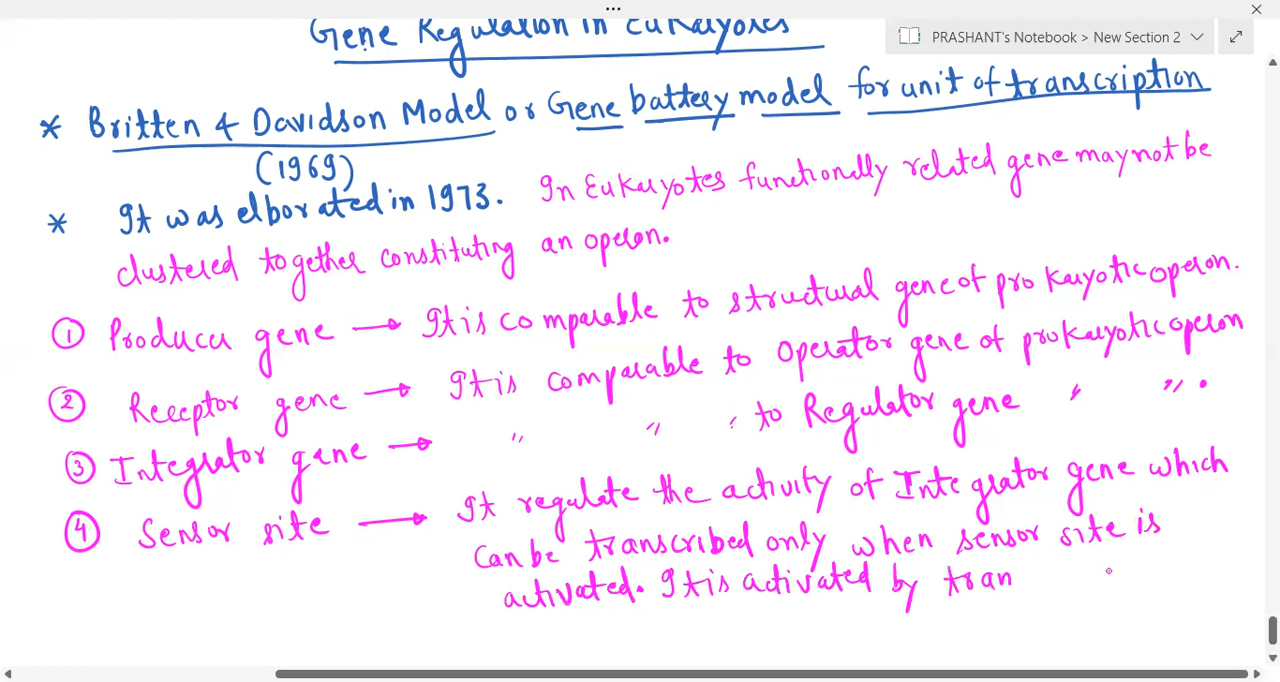 ...
PRASHANT's Notebook > New Section 2
Gene Regulation in Eukaryotes
* Britten & Davidson Model or Gene battery model for unit of transcription
(1969)
* It was elborated in 1973. In Eukaryotes functionally related gene may not be
clustered together constituting an operon.
① Producer gene → It is comparable to structual gene of prokaryotic operon.
② Receptor gene → It is comparable to Operator gene of prokaryotic operon
③ Integrator gene → " " " to Regulator gene " ".
④ Sensor site → It regulate the activity of Integrator gene which
can be transcribed only when sensor site is
activated. It is activated by tran